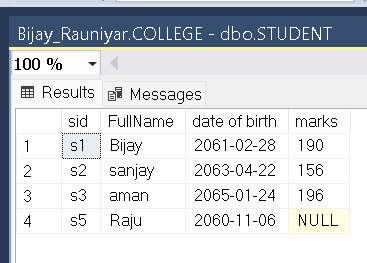 Bijay_Rauniyar.COLLEGE - dbo.STUDENT
100 %
Results Messages
sid FullName date of birth marks
1 s1 Bijay 2061-02-28 190
2 s2 sanjay 2063-04-22 156
3 s3 aman 2065-01-24 196
4 s5 Raju 2060-11-06 NULL